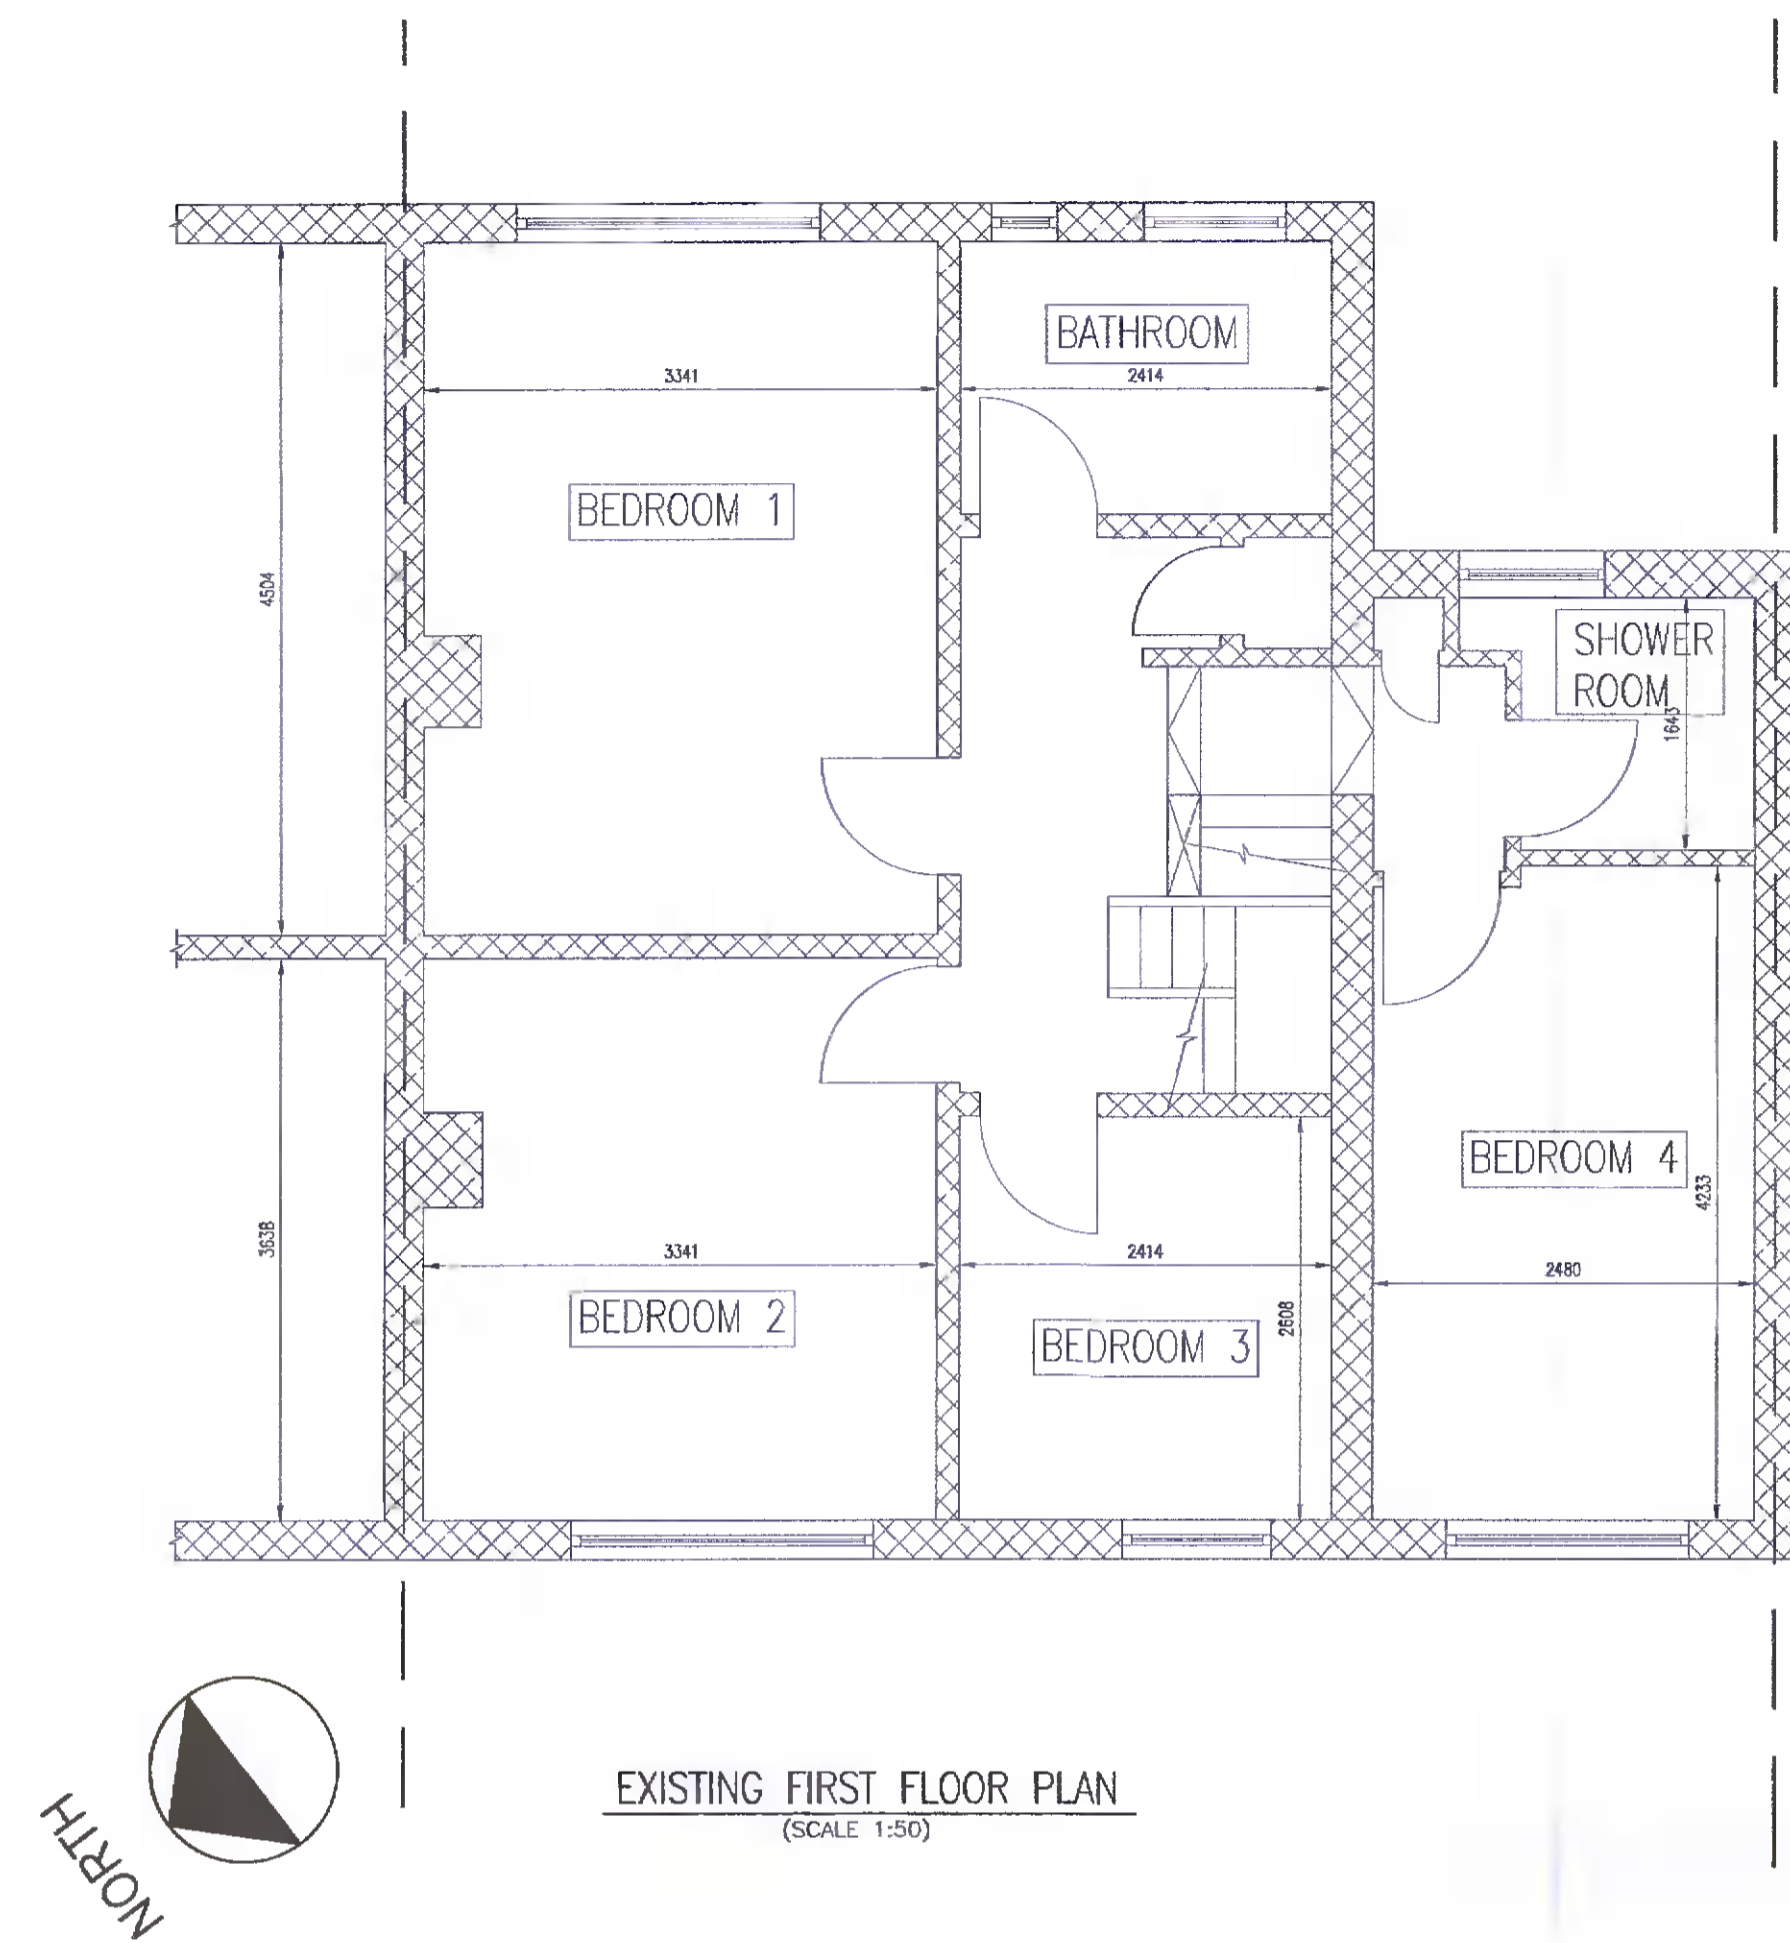 BATHROOM
3341
2414
BEDROOM 1
4504
SHOWER
ROOM
1643
BEDROOM 4
4233
3638
3341
2414
2480
BEDROOM 2
2608
BEDROOM 3
EXISTING FIRST FLOOR PLAN
(SCALE 1:50)
NORTH